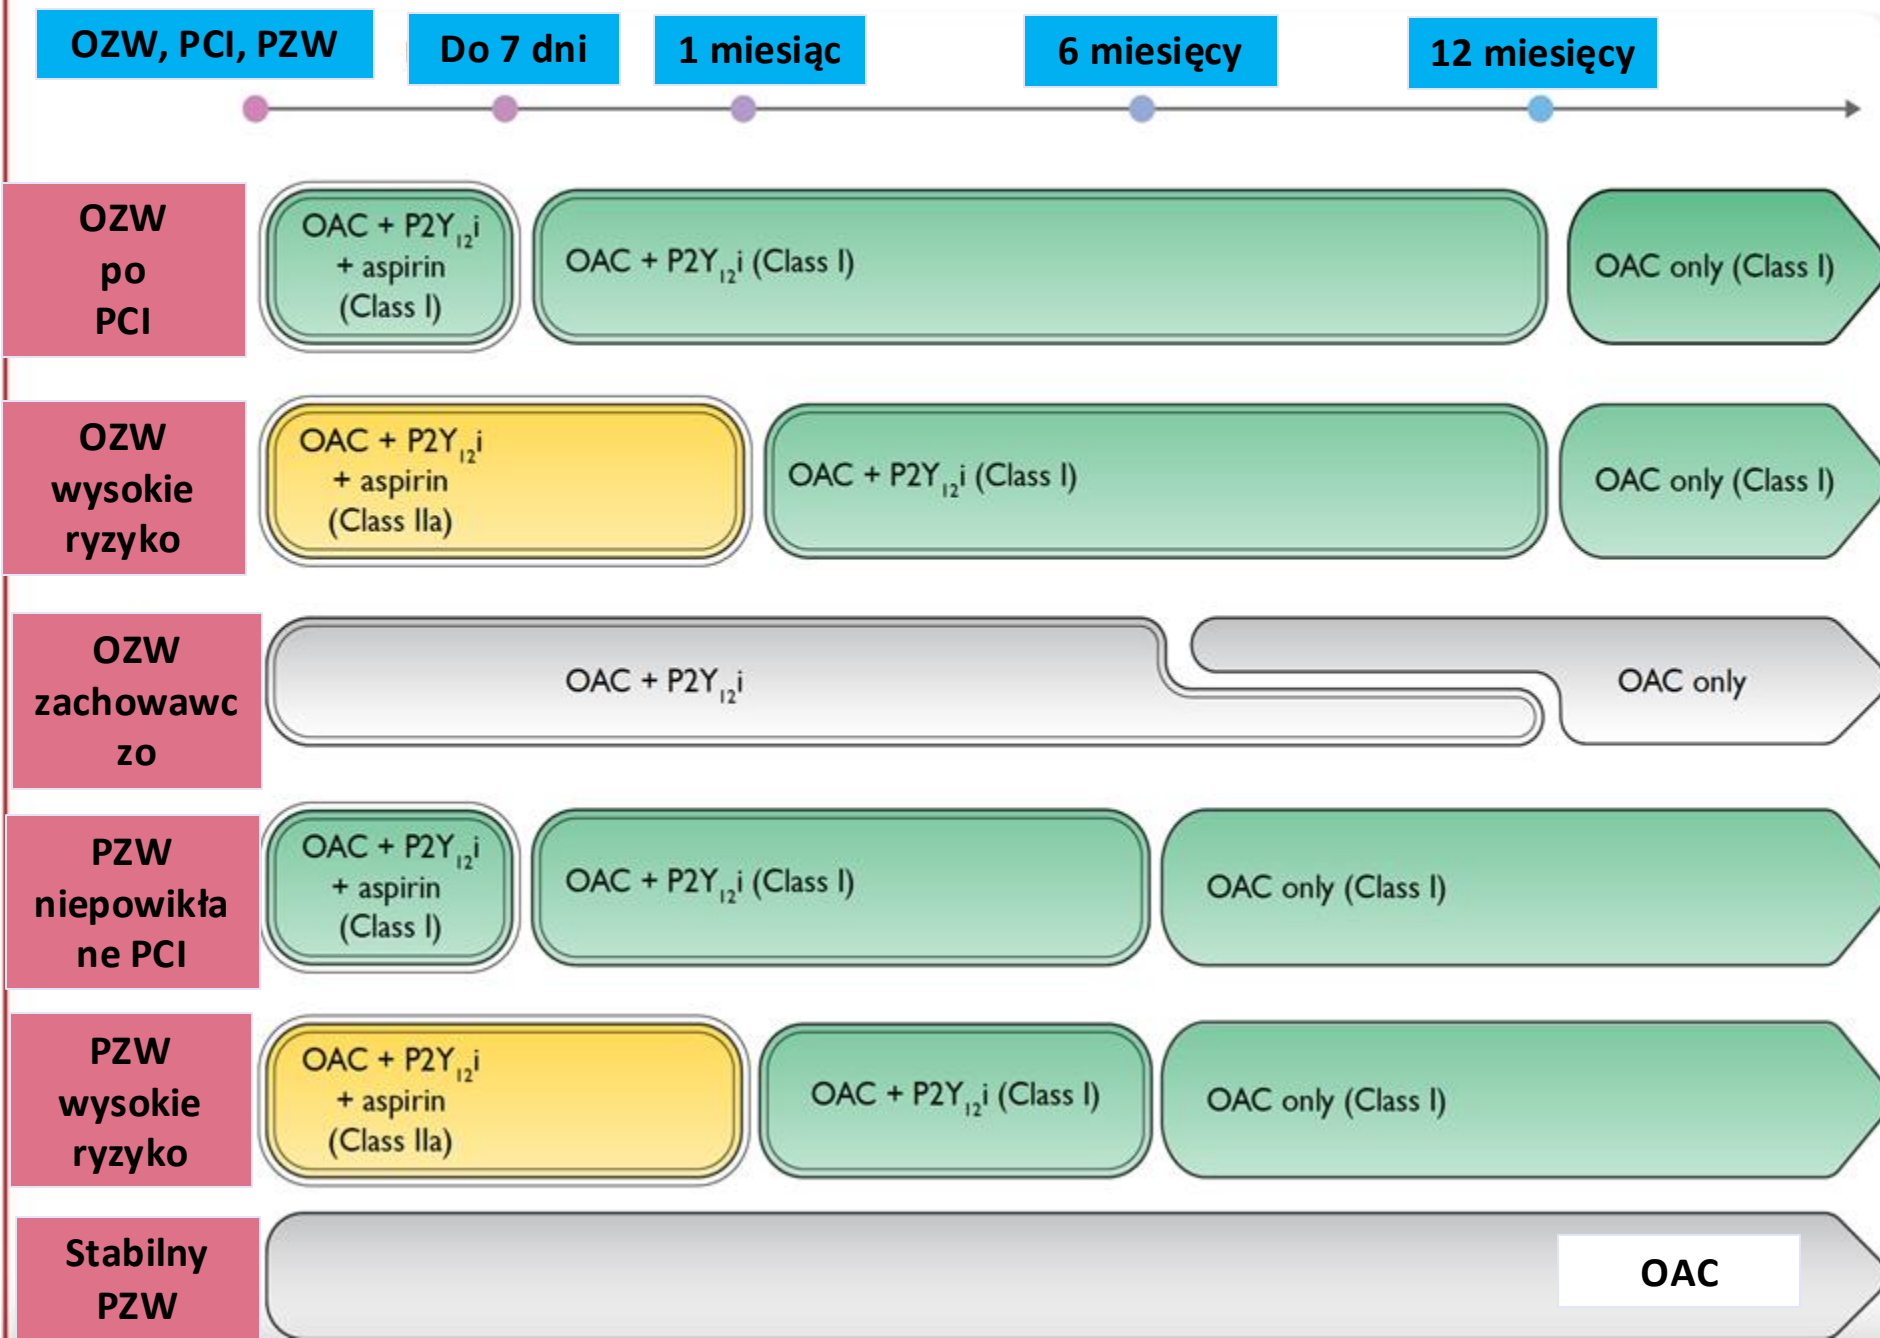 OZW, PCI, PZW
Do 7 dni
1 miesiąc
6 miesięcy
12 miesięcy
OZW
po
PCI
OAC + P2Y₁₂i
+ aspirin
(Class I)
OAC + P2Y₁₂i (Class I)
OAC only (Class I)
OZW
wysokie
ryzyko
OAC + P2Y₁₂i
+ aspirin
(Class IIa)
OAC + P2Y₁₂i (Class I)
OAC only (Class I)
OZW
zachowawc
zo
OAC + P2Y₁₂i
OAC only
PZW
niepowikła
ne PCI
OAC + P2Y₁₂i
+ aspirin
(Class I)
OAC + P2Y₁₂i (Class I)
OAC only (Class I)
PZW
wysokie
ryzyko
OAC + P2Y₁₂i
+ aspirin
(Class IIa)
OAC + P2Y₁₂i (Class I)
OAC only (Class I)
Stabilny
PZW
OAC